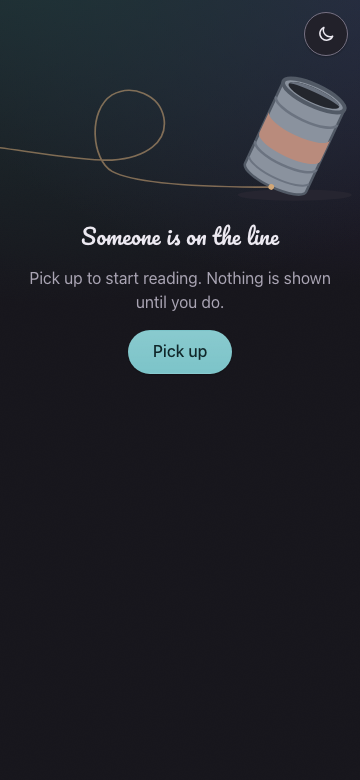 Someone is on the line
Pick up to start reading. Nothing is shown
until you do.
Pick up